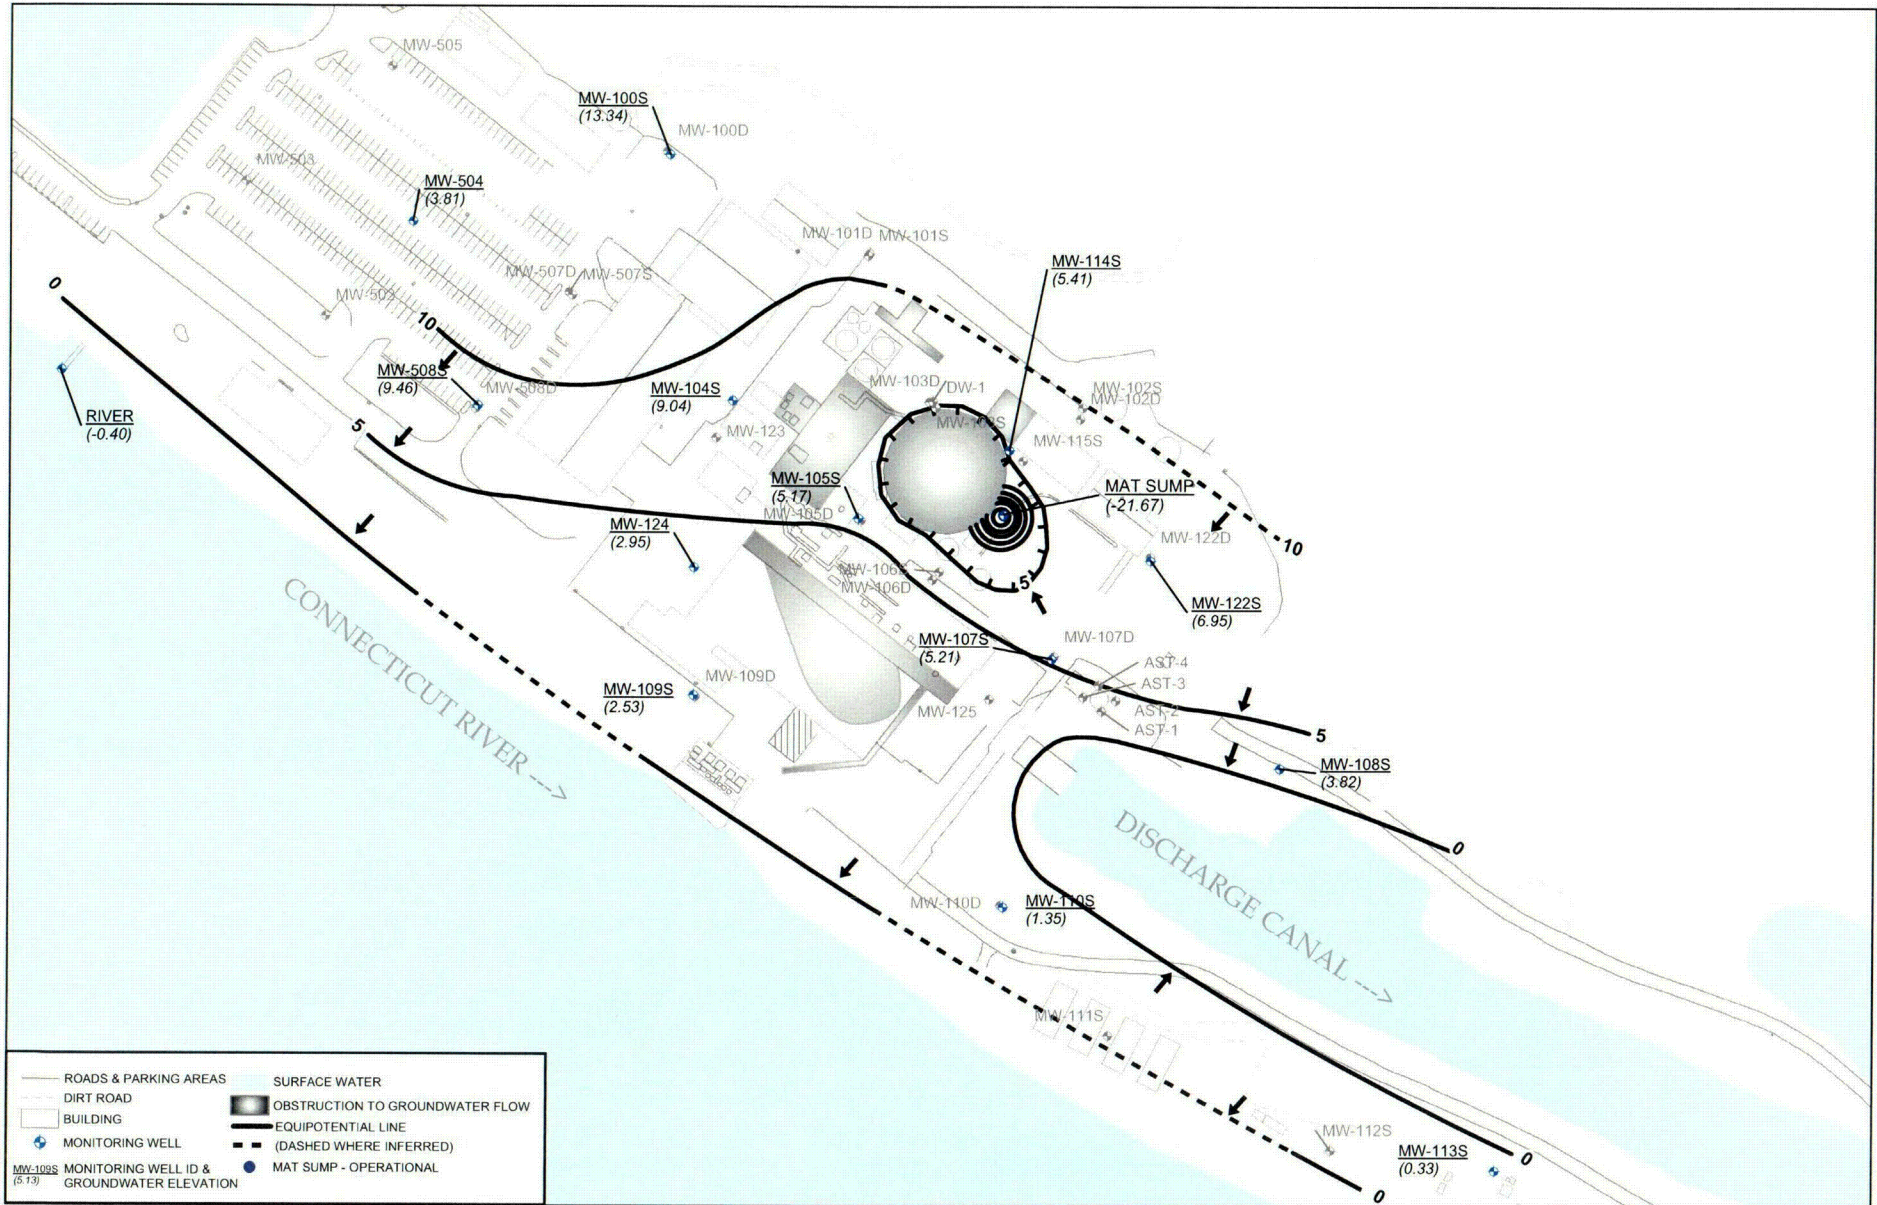 MW-505
MW-100S
(13.34)
MW-100D
MW-503
MW-504
(3.81)
MW-101D
MW-101S
MW-114S
(5.41)
MW-507D
MW-507S
0
MW-502
10
MW-508S
(9.46)
MW-508D
MW-104S
(9.04)
MW-103D
DW-1
MW-102S
MW-102D
RIVER
(-0.40)
5
MW-123
MW-103S
MW-115S
MW-105S
(5.17)
MW-105D
MAT SUMP
(-21.67)
MW-124
(2.95)
MW-122D
10
MW-106S
MW-106D
5
MW-122S
(6.95)
CONNECTICUT RIVER --->
MW-107S
(5.21)
MW-107D
AST-4
AST-3
AST-2
AST-1
MW-109S
(2.53)
MW-109D
MW-125
5
MW-108S
(3.82)
DISCHARGE CANAL --->
0
MW-110D
MW-110S
(1.35)
MW-111S
MW-112S
MW-113S
(0.33)
0
0
ROADS & PARKING AREAS
DIRT ROAD
BUILDING
MONITORING WELL
MW-109S
(5.13)
MONITORING WELL ID &
GROUNDWATER ELEVATION
SURFACE WATER
OBSTRUCTION TO GROUNDWATER FLOW
EQUIPOTENTIAL LINE
(DASHED WHERE INFERRED)
MAT SUMP - OPERATIONAL